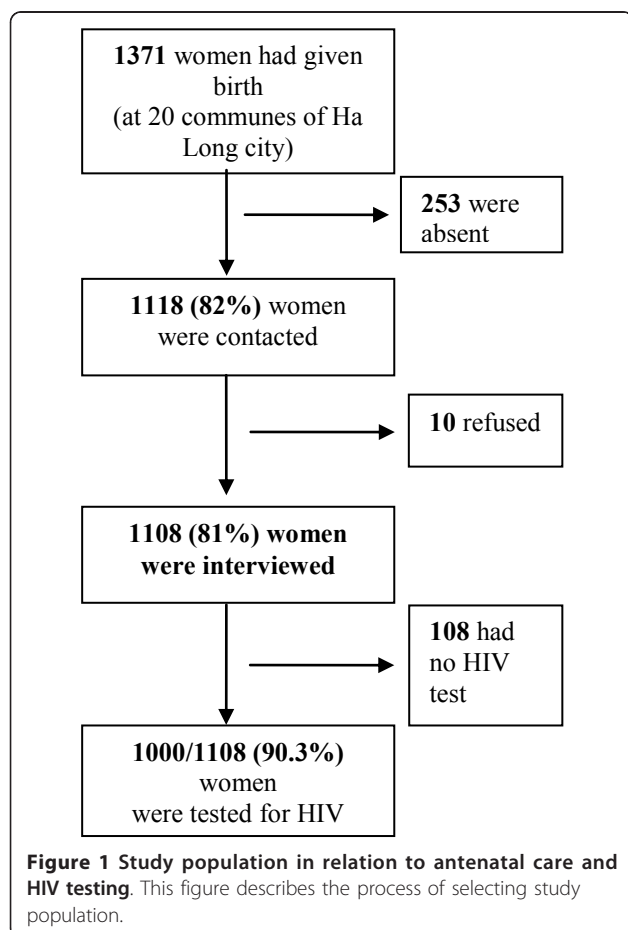 1371 women had given
birth
(at 20 communes of Ha
Long city)
253 were
absent
1118 (82%) women
were contacted
10 refused
1108 (81%) women
were interviewed
108 had
no HIV
test
1000/1108 (90.3%)
women
were tested for HIV
Figure 1 Study population in relation to antenatal care and
HIV testing. This figure describes the process of selecting study
population.